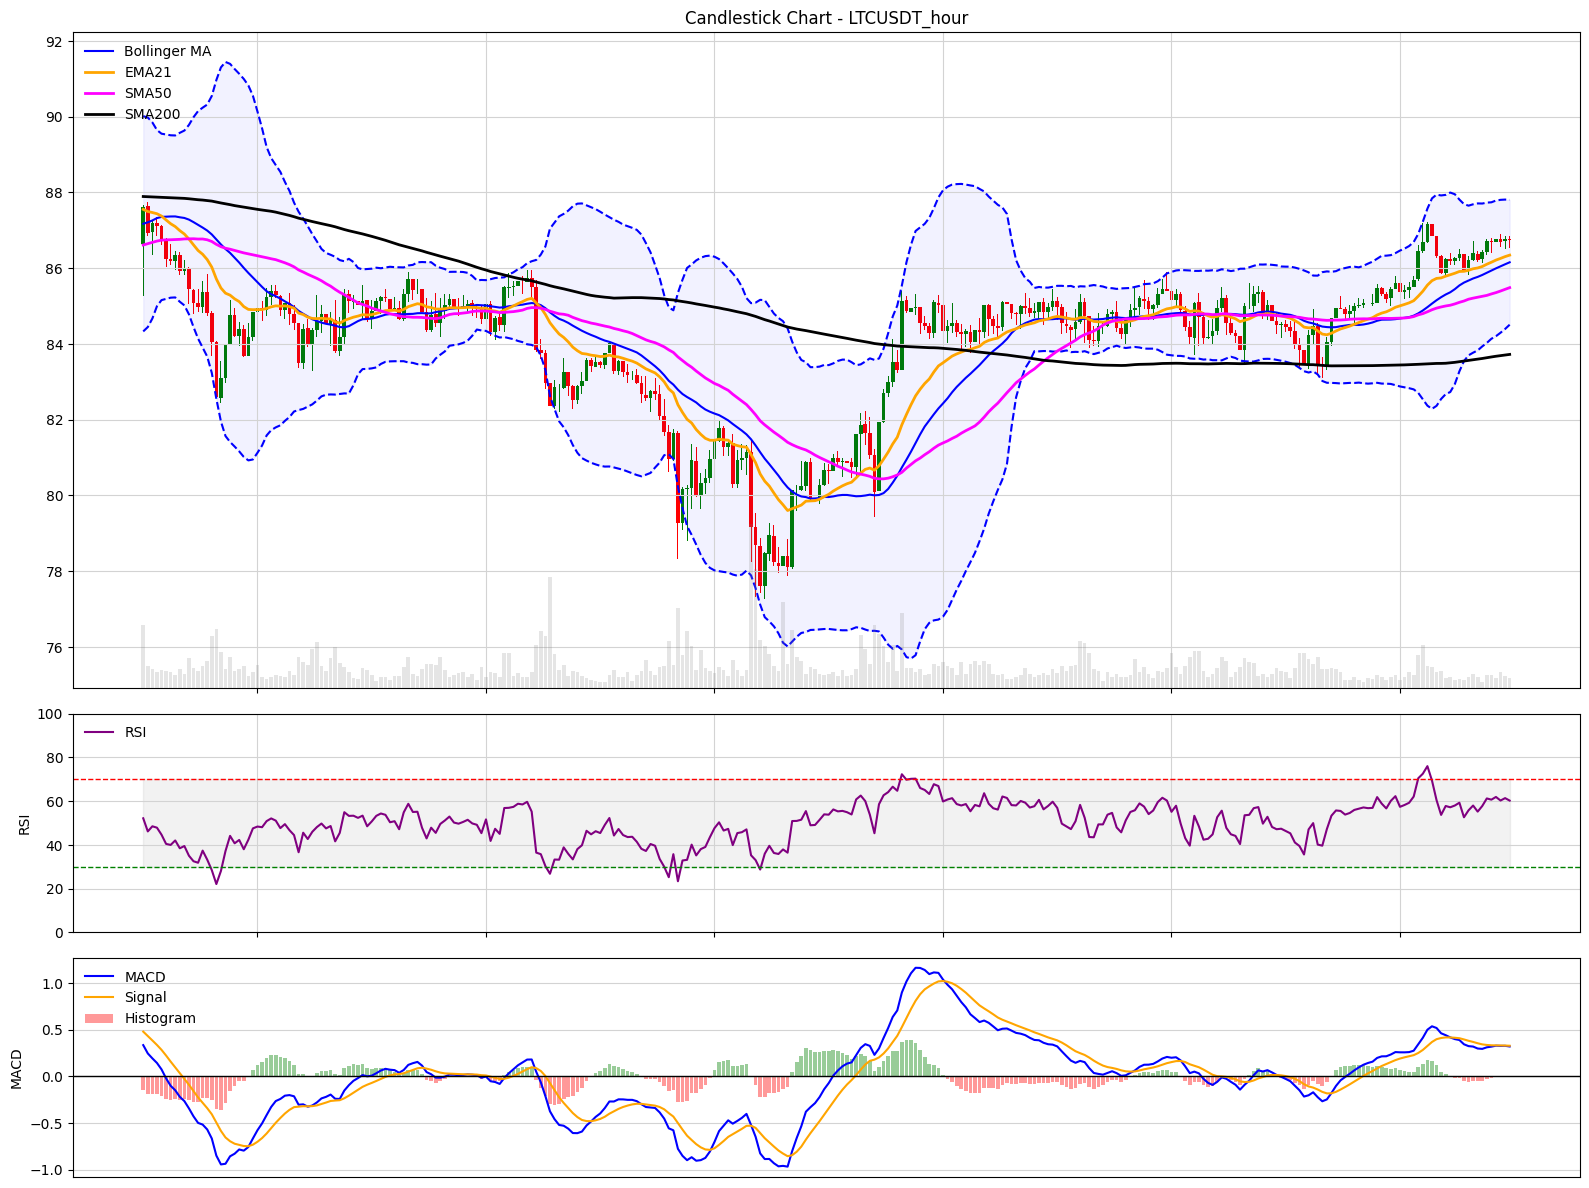 Candlestick Chart - LTCUSDT_hour
92
90
88
86
84
82
80
78
76
Bollinger MA
EMA21
SMA50
SMA200
100
80
60
40
20
0
RSI
RSI
1.0
0.5
0.0
−0.5
−1.0
MACD
MACD
Signal
Histogram